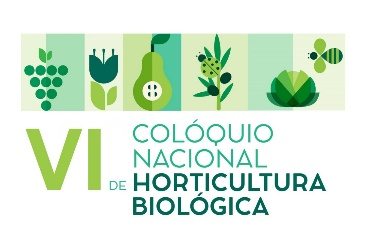 VI COLÓQUIO
NACIONAL
DE HORTICULTURA
BIOLÓGICA